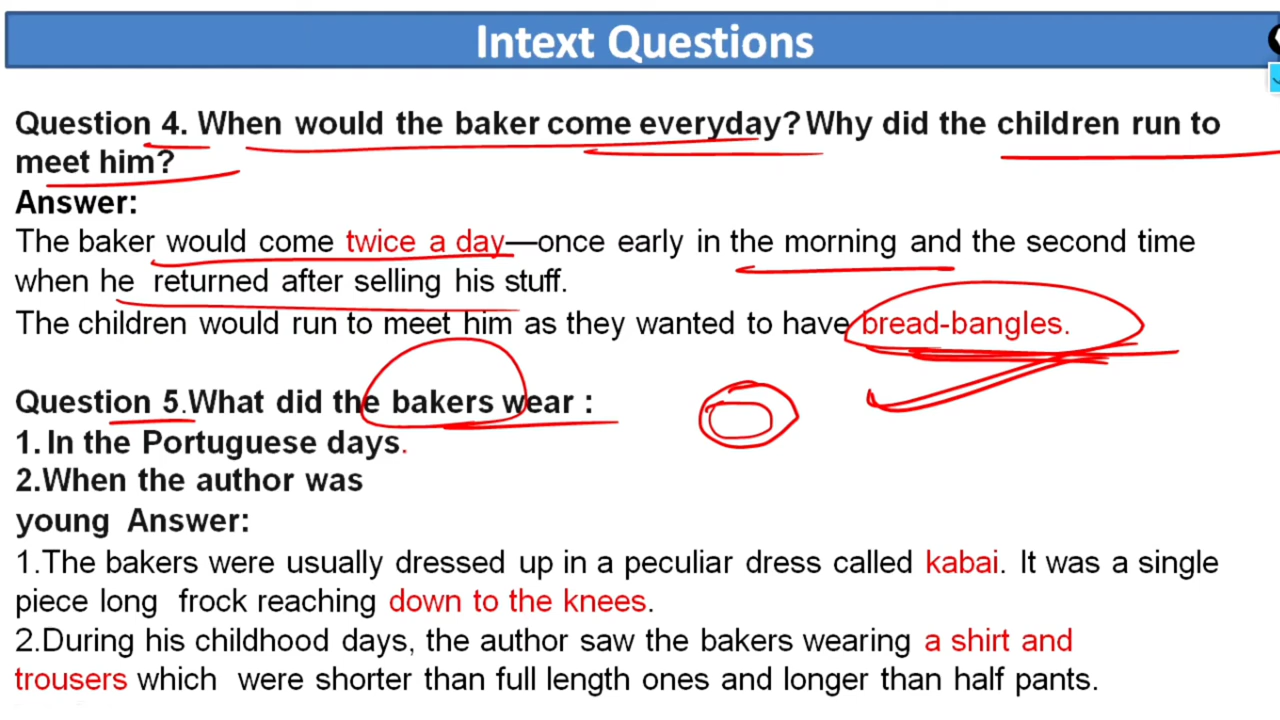 Intext Questions
Question 4. When would the baker come everyday? Why did the children run to
meet him?
Answer:
The baker would come twice a day—once early in the morning and the second time
when he returned after selling his stuff.
The children would run to meet him as they wanted to have bread-bangles.
Question 5.What did the bakers wear :
1. In the Portuguese days.
2.When the author was
young Answer:
1.The bakers were usually dressed up in a peculiar dress called kabai. It was a single
piece long frock reaching down to the knees.
2.During his childhood days, the author saw the bakers wearing a shirt and
trousers which were shorter than full length ones and longer than half pants.